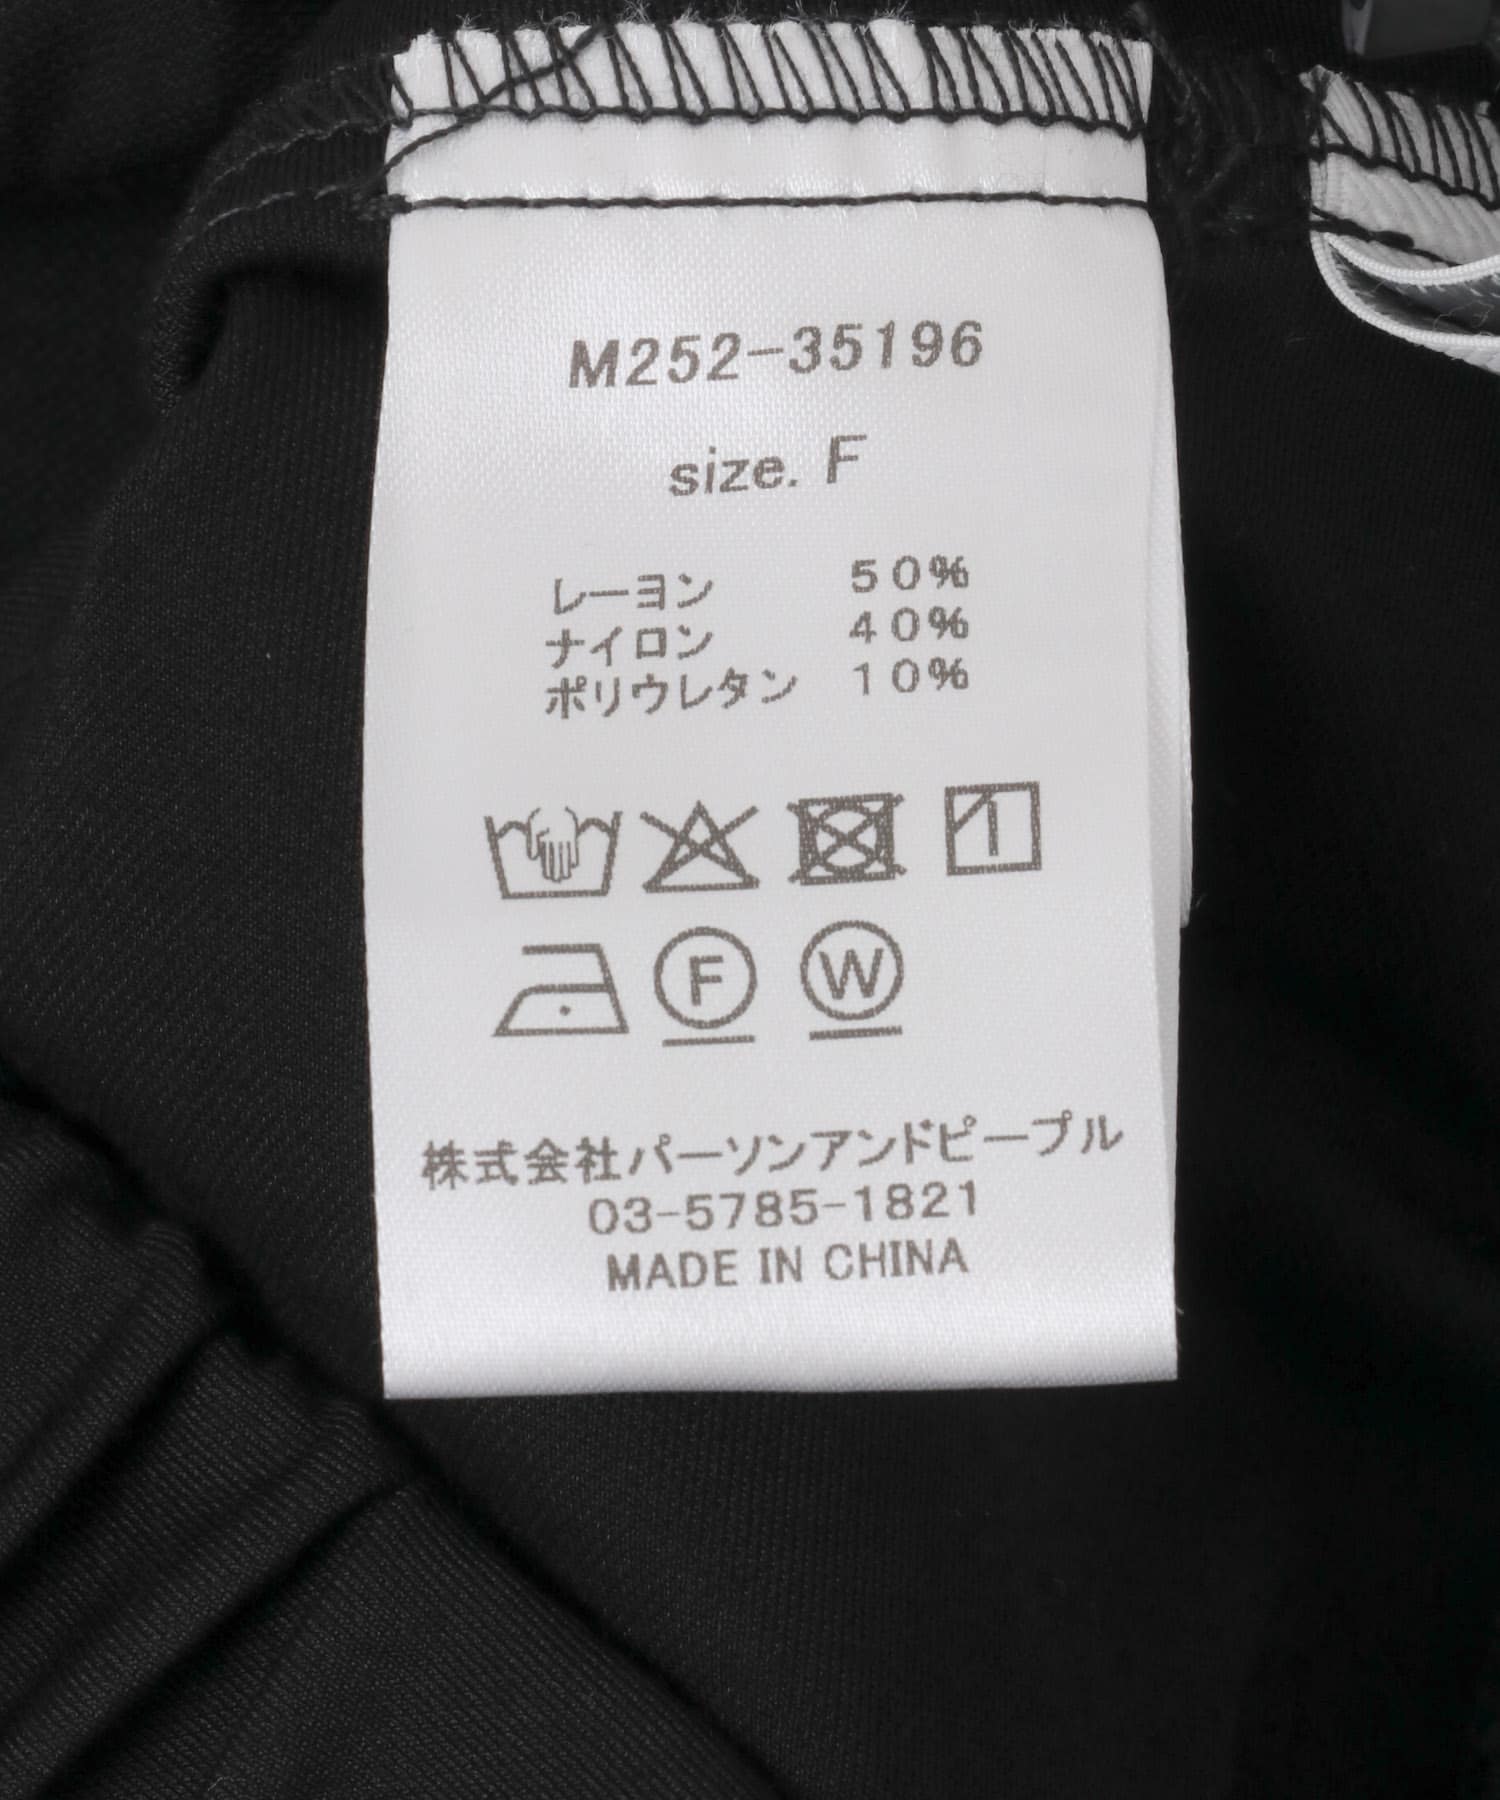 M252-35196
size. F
レーヨン 50%
ナイロン 40%
ポリウレタン 10%
F W
株式会社パーソンアンドピープル
03-5785-1821
MADE IN CHINA